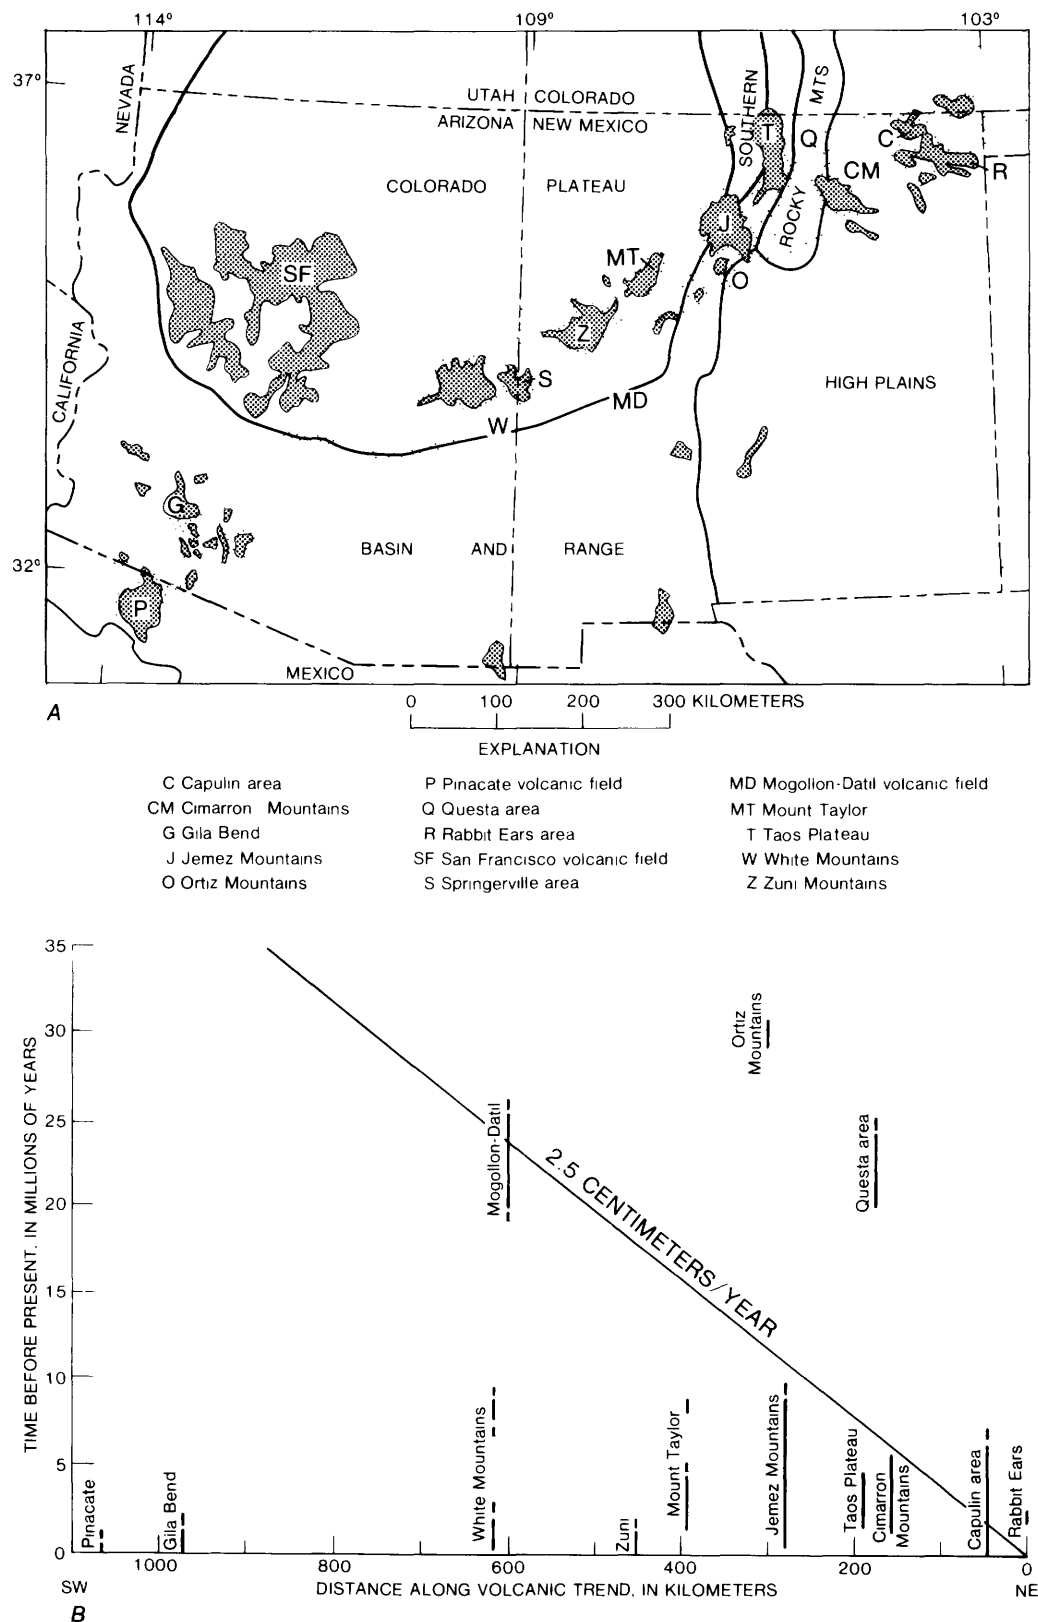 114° 109° 103°
37°
NEVADA
UTAH COLORADO
ARIZONA NEW MEXICO
SOUTHERN
ROCKY
MTS
T
Q
C
R
CM
COLORADO PLATEAU
J
O
MT
SF
Z
S
W
MD
HIGH PLAINS
CALIFORNIA
G
BASIN AND RANGE
32°
P
MEXICO
A
0 100 200 300 KILOMETERS
EXPLANATION
C Capulin area
CM Cimarron Mountains
G Gila Bend
J Jemez Mountains
O Ortiz Mountains
P Pinacate volcanic field
Q Questa area
R Rabbit Ears area
SF San Francisco volcanic field
S Springerville area
MD Mogollon-Datil volcanic field
MT Mount Taylor
T Taos Plateau
W White Mountains
Z Zuni Mountains
TIME BEFORE PRESENT, IN MILLIONS OF YEARS
35
30
25
20
15
10
5
0
Ortiz
Mountains
Mogollon-Datil
Questa area
2.5 CENTIMETERS/YEAR
Pinacate
Gila Bend
White Mountains
Zuni
Mount Taylor
Jemez Mountains
Taos Plateau
Cimarron
Mountains
Capulin area
Rabbit Ears
1000 800 600 400 200 0
SW DISTANCE ALONG VOLCANIC TREND, IN KILOMETERS NE
B